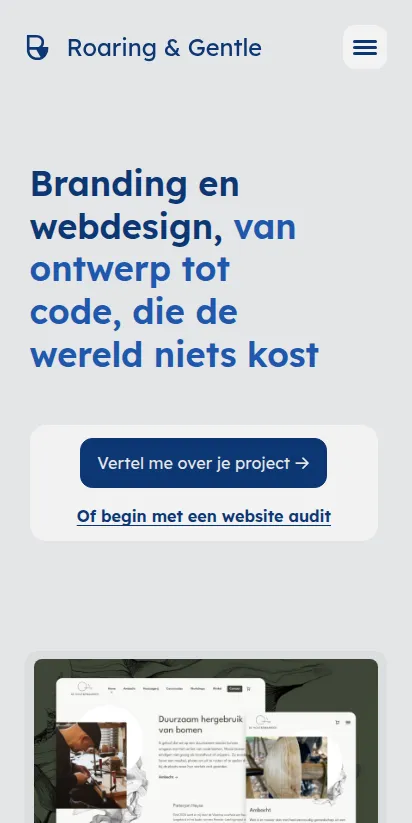 Roaring & Gentle
Branding en
webdesign, van
ontwerp tot
code, die de
wereld niets kost
Vertel me over je project →
Of begin met een website audit
Duurzaam hergebruik
van bomen
Ambacht